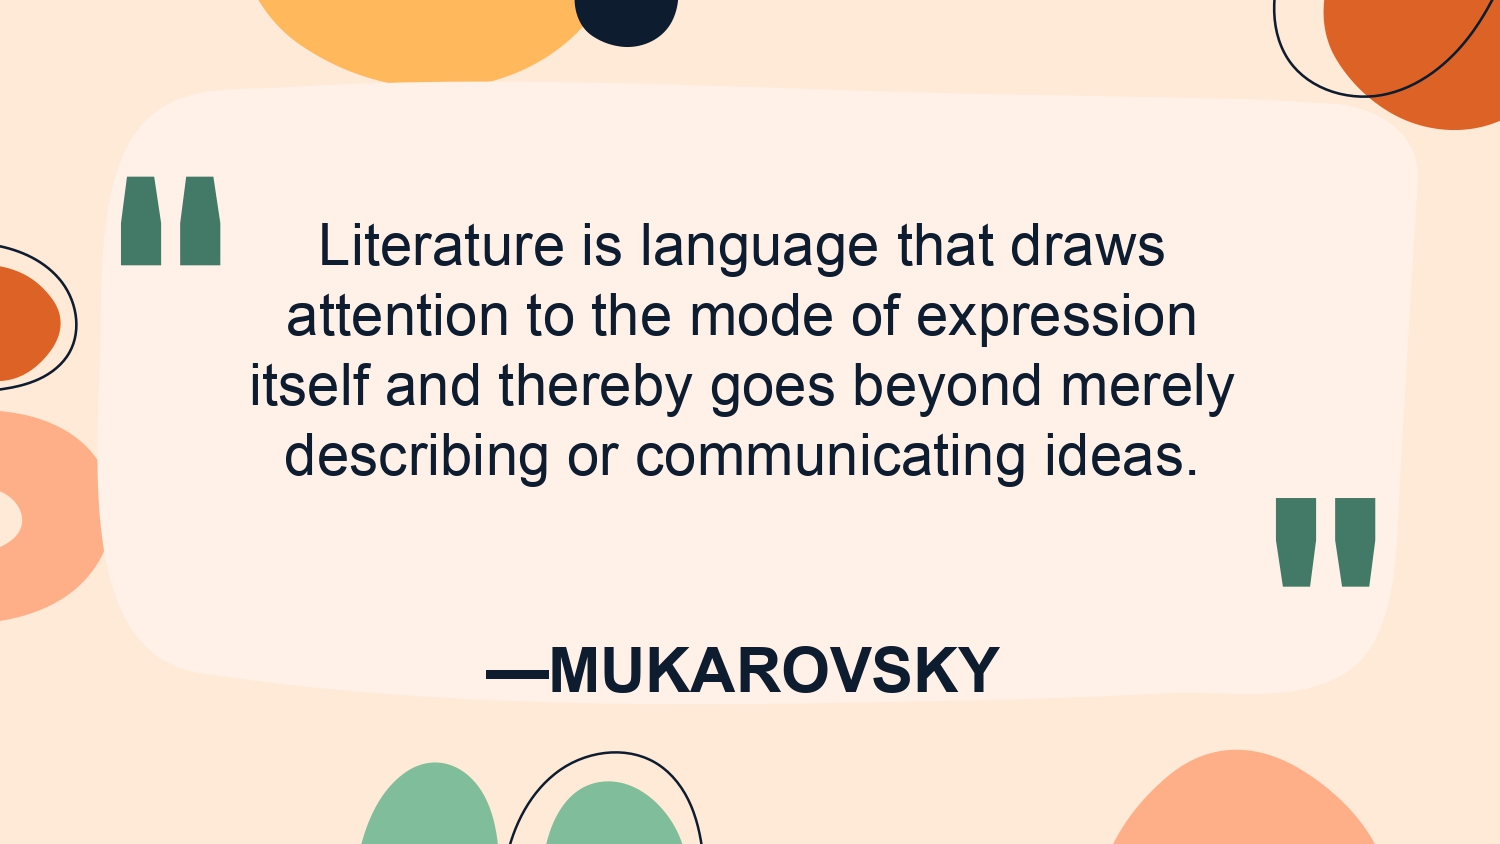 "
Literature is language that draws
attention to the mode of expression
itself and thereby goes beyond merely
describing or communicating ideas.
"
—MUKAROVSKY